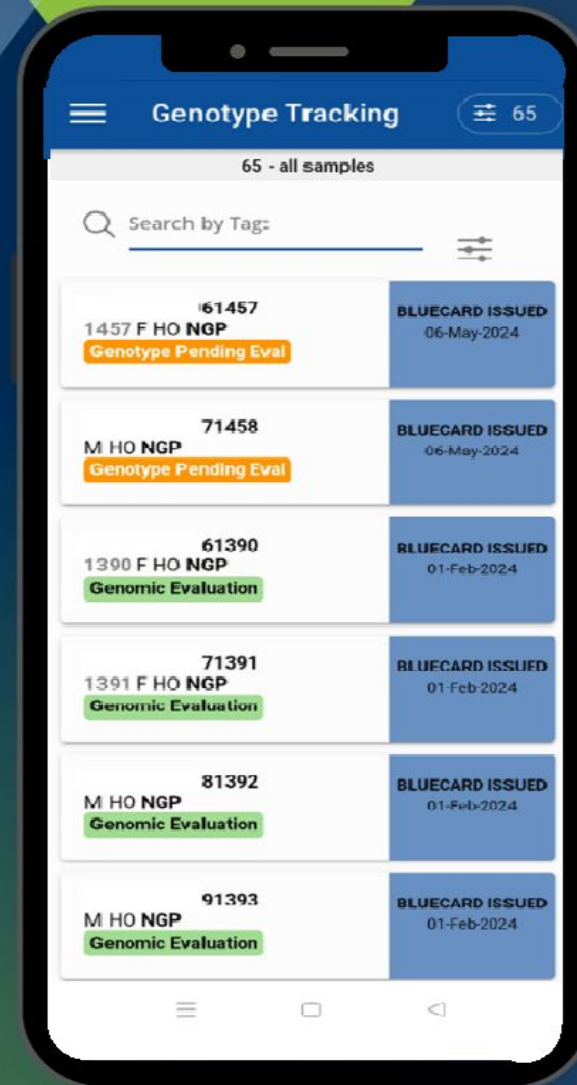 Genotype Tracking 65
65 - all samples
Search by Tag:
61457
1457 F HO NGP
Genotype Pending Eval
BLUECARD ISSUED
06-May-2024
71458
M HO NGP
Genotype Pending Eval
BLUECARD ISSUED
06-May-2024
61390
1390 F HO NGP
Genomic Evaluation
BLUECARD ISSUED
01-Feb-2024
71391
1391 F HO NGP
Genomic Evaluation
BLUECARD ISSUED
01-Feb-2024
81392
M HO NGP
Genomic Evaluation
BLUECARD ISSUED
01-Feb-2024
91393
M HO NGP
Genomic Evaluation
BLUECARD ISSUED
01-Feb-2024